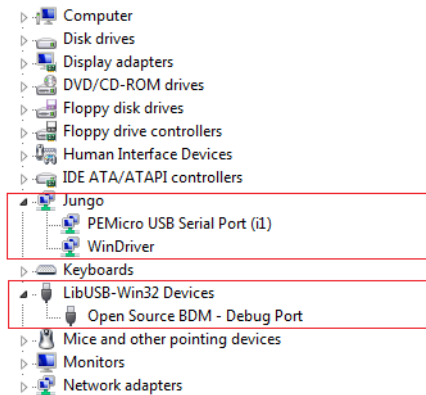 Computer
Disk drives
Display adapters
DVD/CD-ROM drives
Floppy disk drives
Floppy drive controllers
Human Interface Devices
IDE ATA/ATAPI controllers
Jungo
PEMicro USB Serial Port (i1)
WinDriver
Keyboards
LibUSB-Win32 Devices
Open Source BDM - Debug Port
Mice and other pointing devices
Monitors
Network adapters